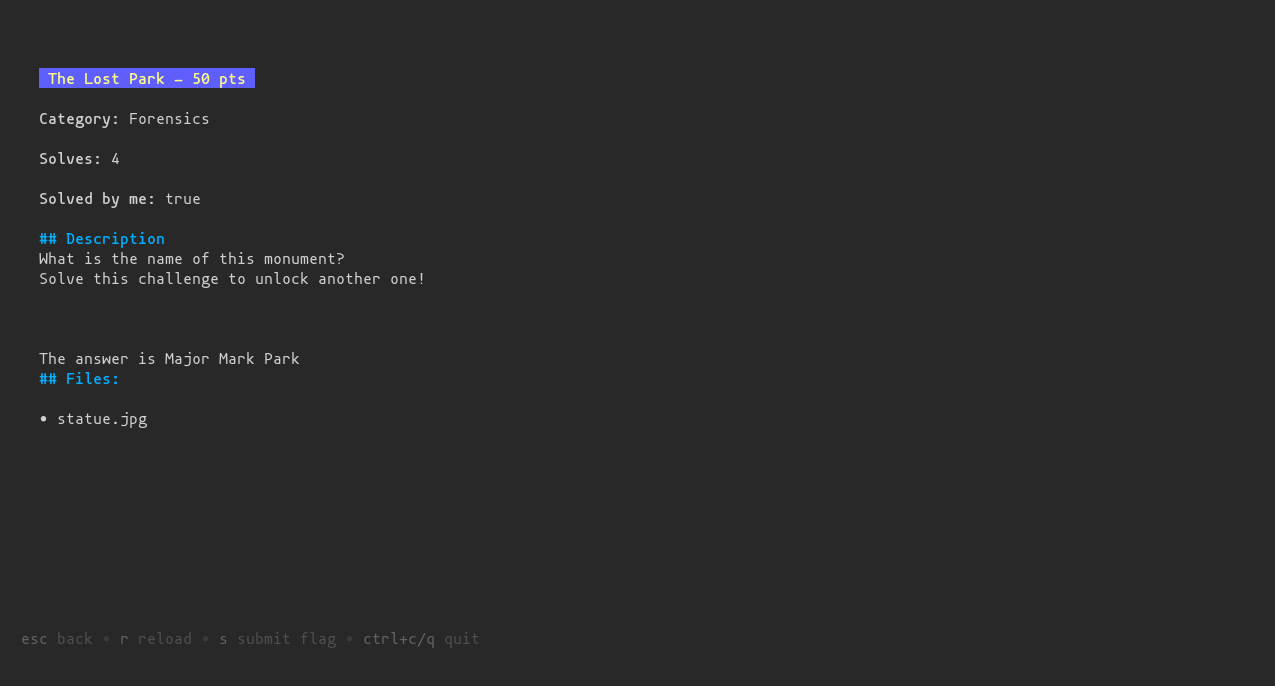 The Lost Park – 50 pts
Category: Forensics
Solves: 4
Solved by me: true
## Description
What is the name of this monument?
Solve this challenge to unlock another one!
The answer is Major Mark Park
## Files:
• statue.jpg
esc back • r reload • s submit flag • ctrl+c/q quit